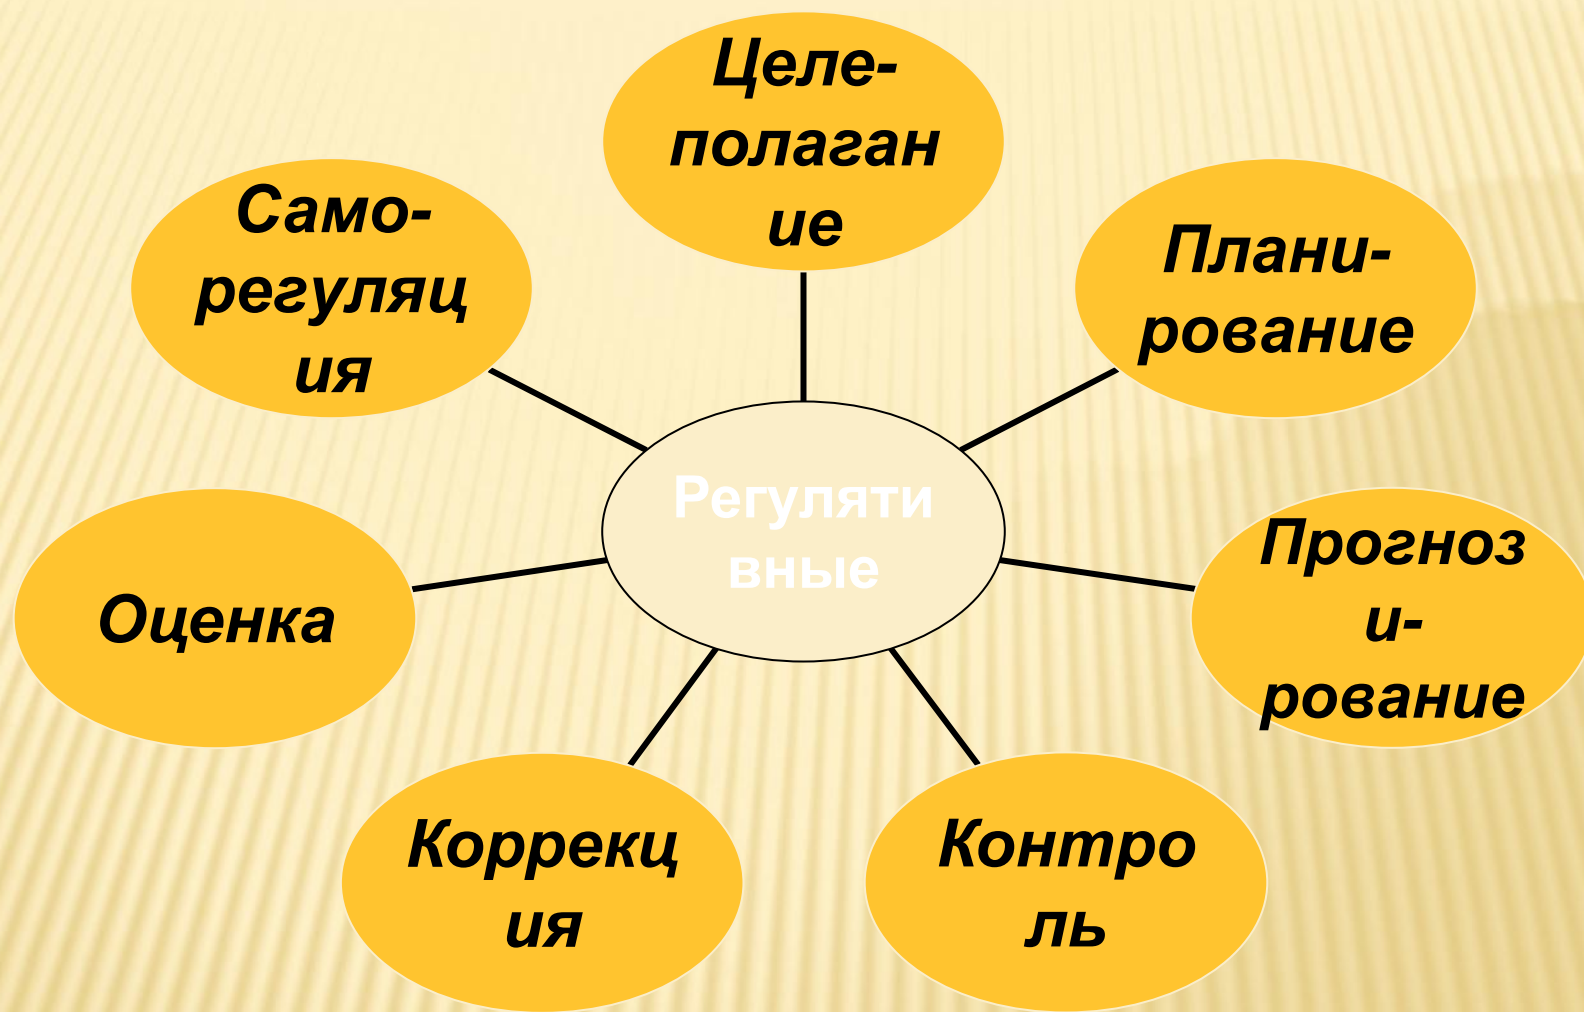 Целе-
полаган
ие
Само-
регуляц
ия
Плани-
рование
Регуляти
вные
Прогноз
и-
рование
Оценка
Коррекц
ия
Контро
ль